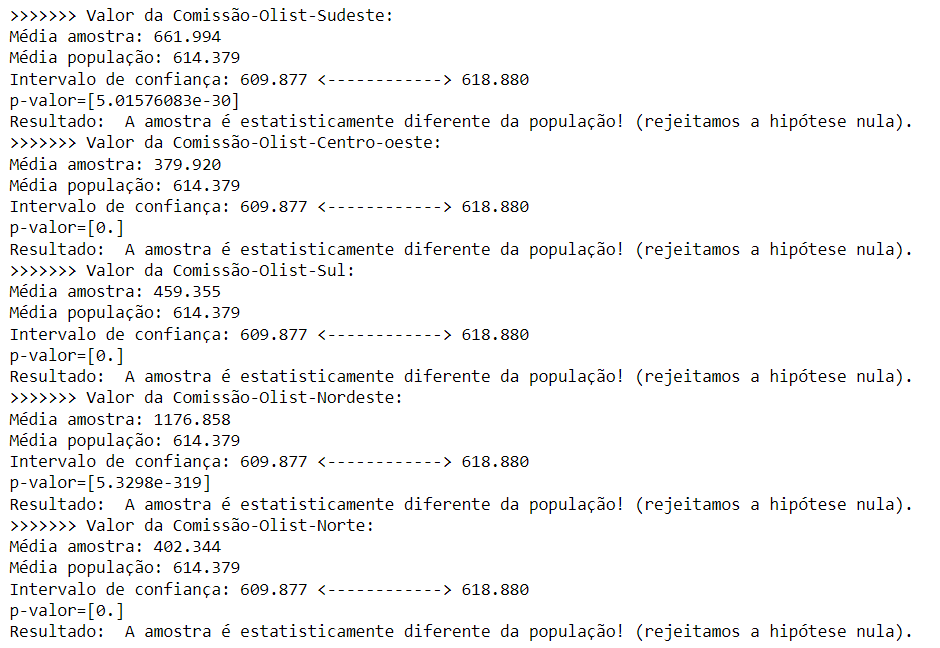 >>>>>>> Valor da Comissão-Olist-Sudeste:
Média amostra: 661.994
Média população: 614.379
Intervalo de confiança: 609.877 <------------> 618.880
p-valor=[5.01576083e-30]
Resultado:  A amostra é estatisticamente diferente da população! (rejeitamos a hipótese nula).
>>>>>>> Valor da Comissão-Olist-Centro-oeste:
Média amostra: 379.920
Média população: 614.379
Intervalo de confiança: 609.877 <------------> 618.880
p-valor=[0.]
Resultado:  A amostra é estatisticamente diferente da população! (rejeitamos a hipótese nula).
>>>>>>> Valor da Comissão-Olist-Sul:
Média amostra: 459.355
Média população: 614.379
Intervalo de confiança: 609.877 <------------> 618.880
p-valor=[0.]
Resultado:  A amostra é estatisticamente diferente da população! (rejeitamos a hipótese nula).
>>>>>>> Valor da Comissão-Olist-Nordeste:
Média amostra: 1176.858
Média população: 614.379
Intervalo de confiança: 609.877 <------------> 618.880
p-valor=[5.3298e-319]
Resultado:  A amostra é estatisticamente diferente da população! (rejeitamos a hipótese nula).
>>>>>>> Valor da Comissão-Olist-Norte:
Média amostra: 402.344
Média população: 614.379
Intervalo de confiança: 609.877 <------------> 618.880
p-valor=[0.]
Resultado:  A amostra é estatisticamente diferente da população! (rejeitamos a hipótese nula).